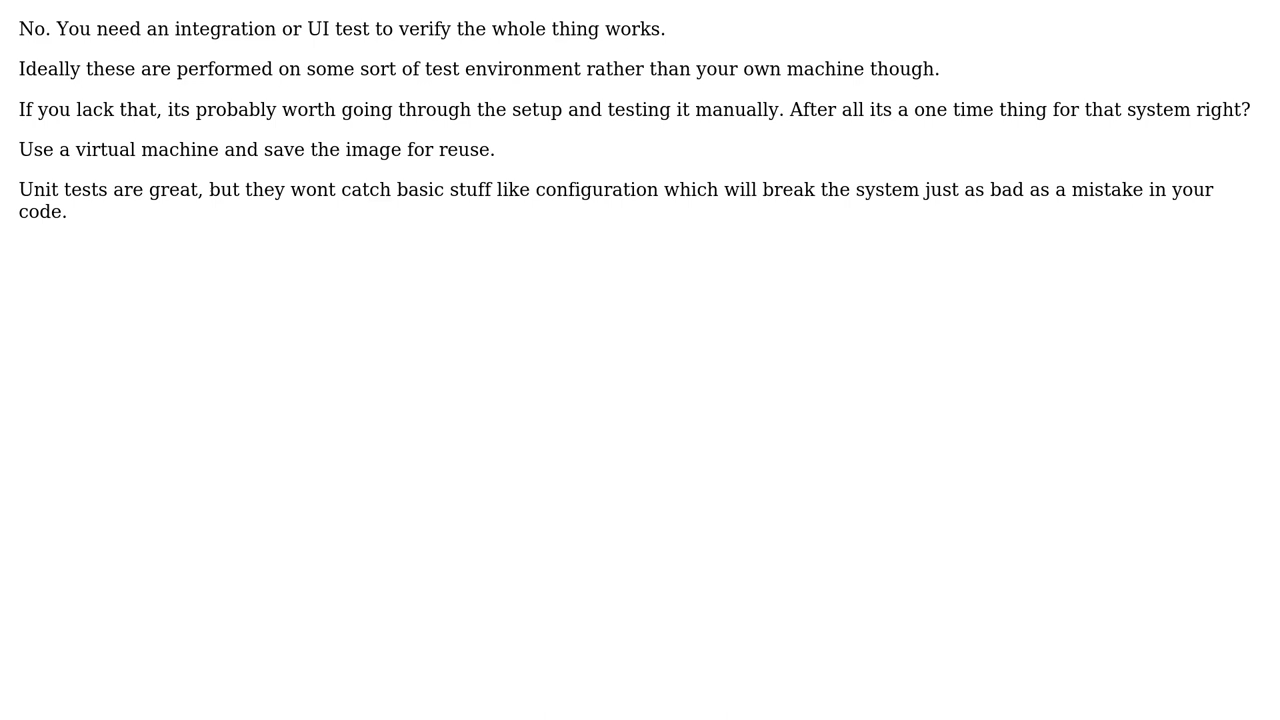 No. You need an integration or UI test to verify the whole thing works.
Ideally these are performed on some sort of test environment rather than your own machine though.
If you lack that, its probably worth going through the setup and testing it manually. After all its a one time thing for that system right?
Use a virtual machine and save the image for reuse.
Unit tests are great, but they wont catch basic stuff like configuration which will break the system just as bad as a mistake in your
code.